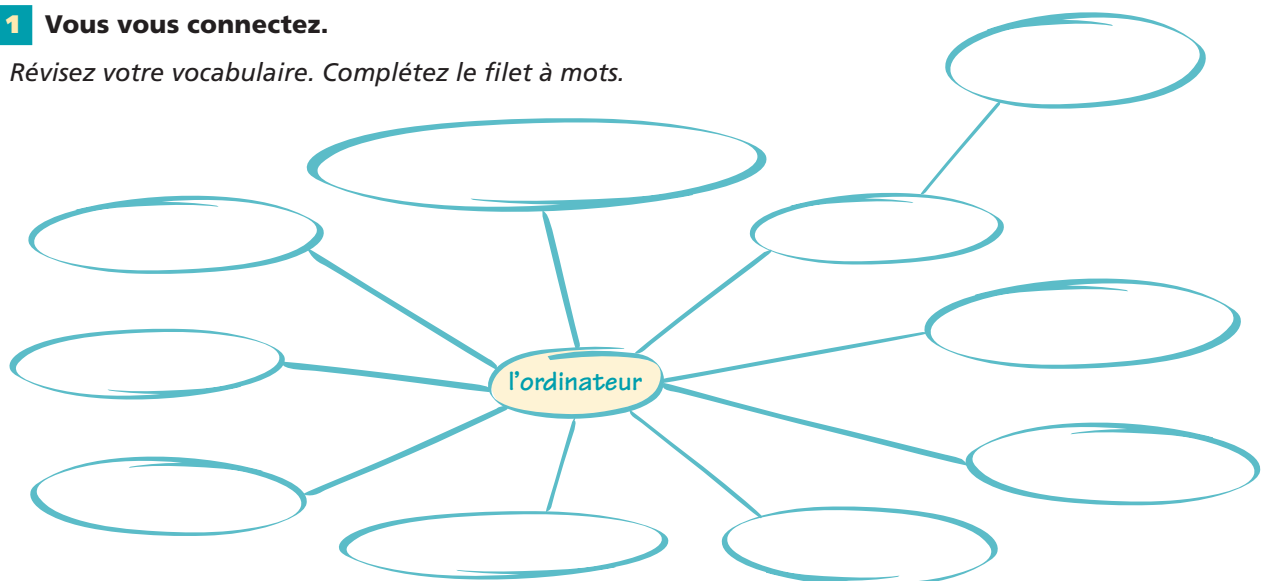 1 Vous vous connectez.
Révisez votre vocabulaire. Complétez le filet à mots.
l'ordinateur